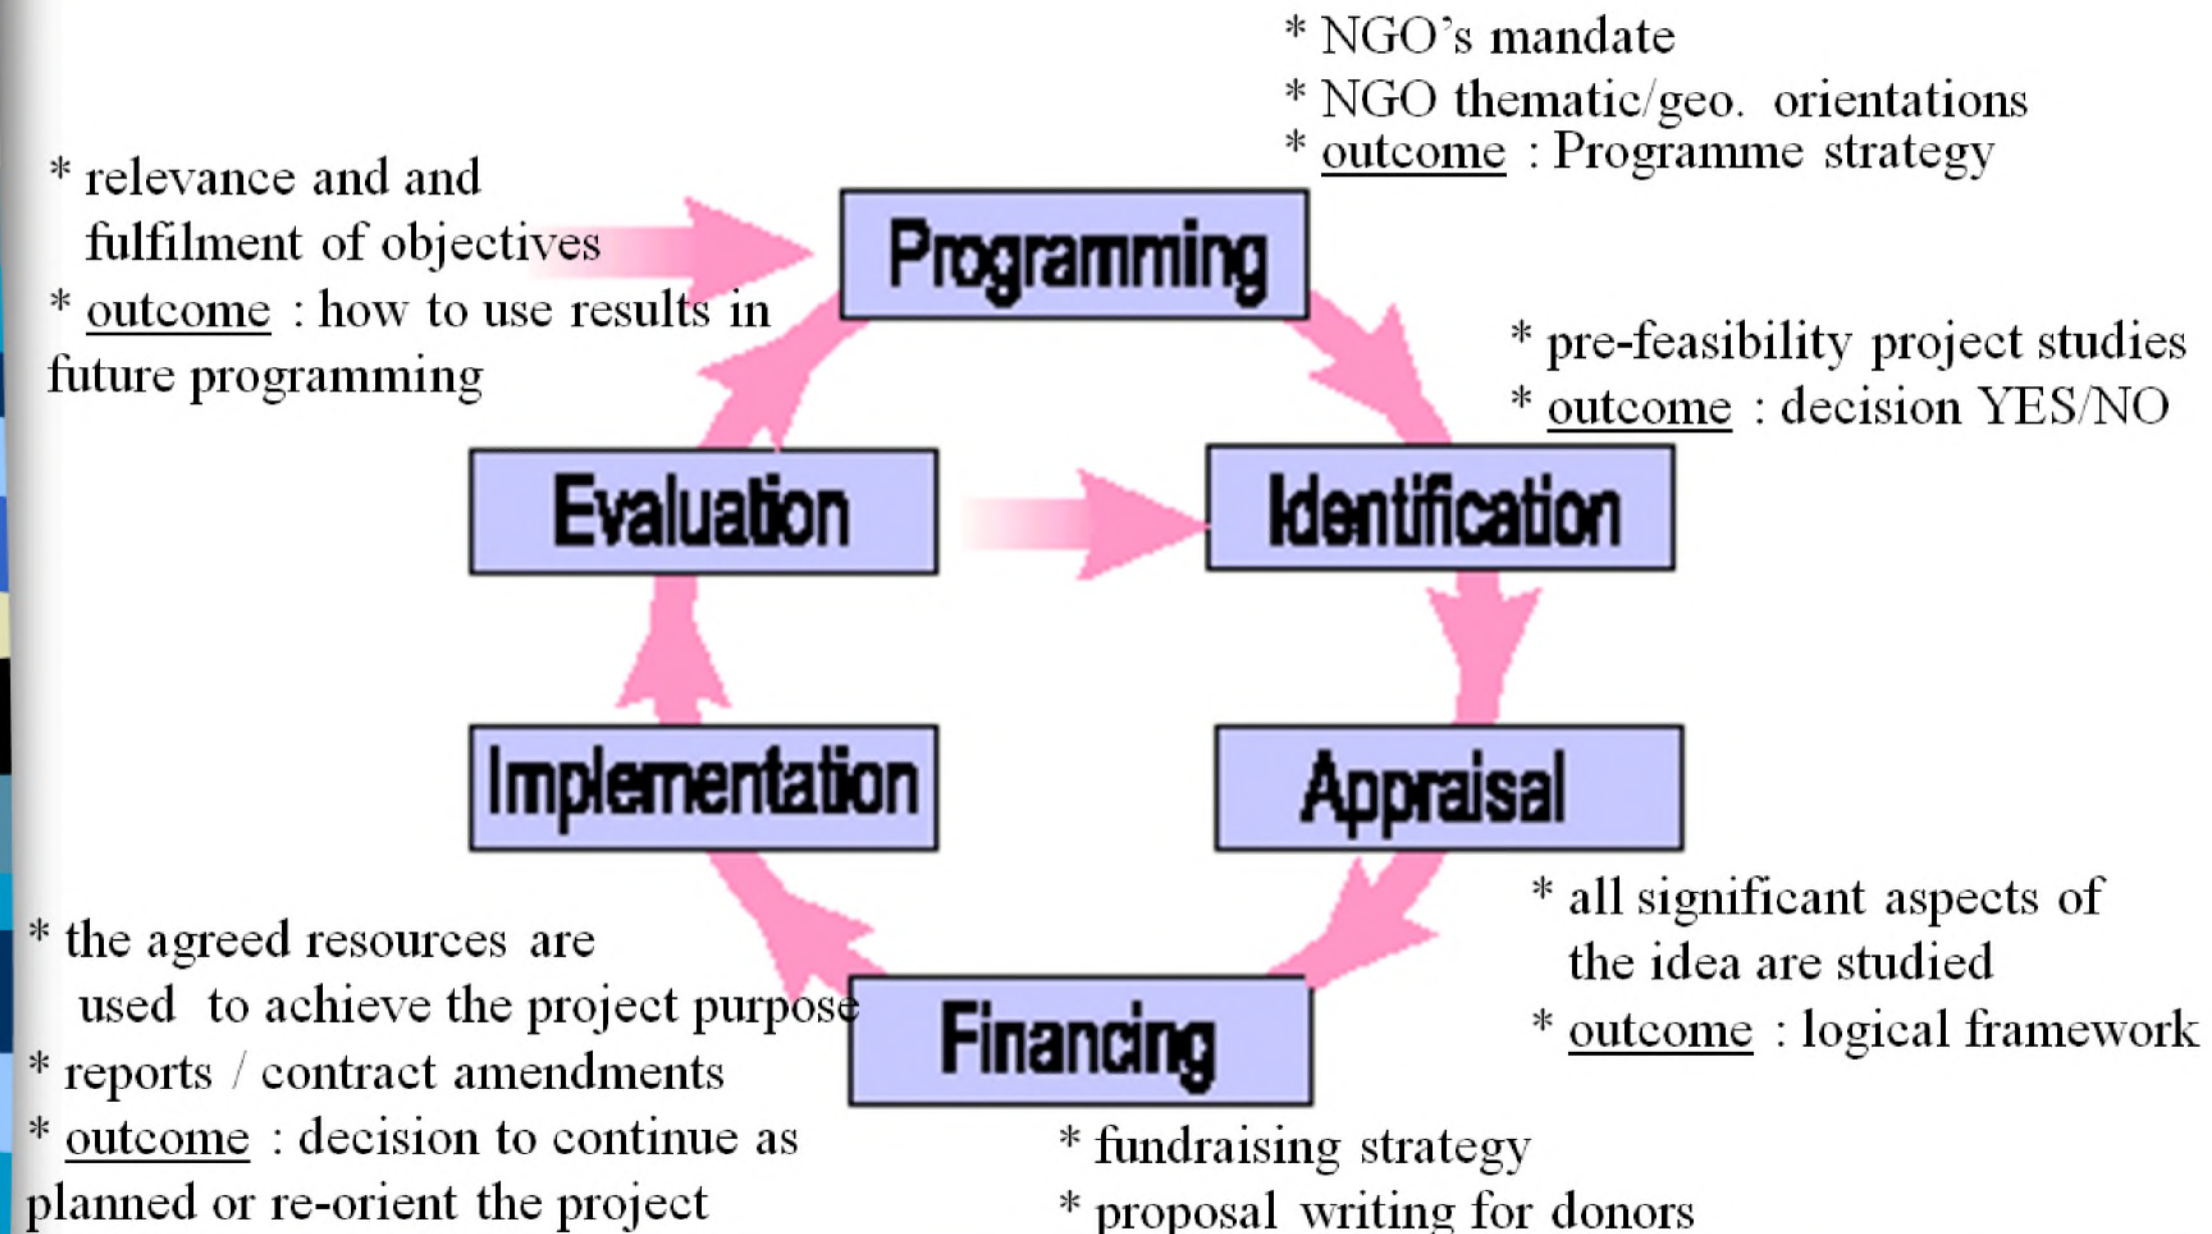 * NGO’s mandate
* NGO thematic/geo. orientations
* outcome : Programme strategy
* relevance and and
fulfilment of objectives
* outcome : how to use results in
future programming
Programming
* pre-feasibility project studies
* outcome : decision YES/NO
Evaluation
Identification
Implementation
Appraisal
* all significant aspects of
the idea are studied
* outcome : logical framework
* the agreed resources are
used to achieve the project purpose
* reports / contract amendments
* outcome : decision to continue as
planned or re-orient the project
Financing
* fundraising strategy
* proposal writing for donors